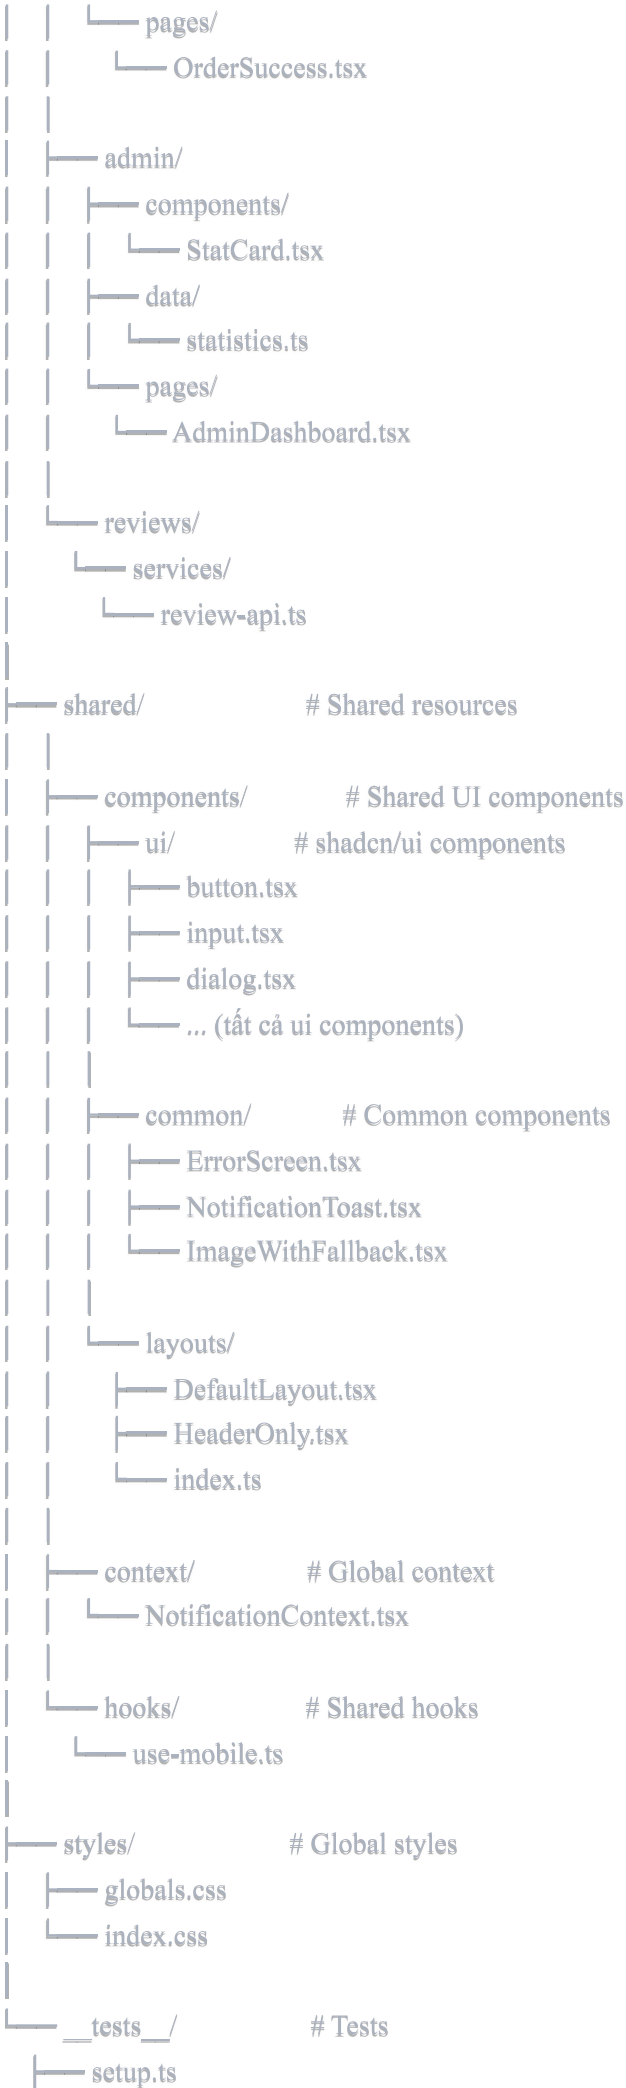 │   │   └── pages/
│   │       └── OrderSuccess.tsx
│   │
│   ├── admin/
│   │   ├── components/
│   │   │   └── StatCard.tsx
│   │   ├── data/
│   │   │   └── statistics.ts
│   │   └── pages/
│   │       └── AdminDashboard.tsx
│   │
│   └── reviews/
│       └── services/
│           └── review-api.ts
│
├── shared/                    # Shared resources
│   │
│   ├── components/            # Shared UI components
│   │   ├── ui/               # shadcn/ui components
│   │   │   ├── button.tsx
│   │   │   ├── input.tsx
│   │   │   ├── dialog.tsx
│   │   │   └── ... (tất cả ui components)
│   │   │
│   │   ├── common/           # Common components
│   │   │   ├── ErrorScreen.tsx
│   │   │   ├── NotificationToast.tsx
│   │   │   └── ImageWithFallback.tsx
│   │   │
│   │   └── layouts/
│   │       ├── DefaultLayout.tsx
│   │       ├── HeaderOnly.tsx
│   │       └── index.ts
│   │
│   ├── context/              # Global context
│   │   └── NotificationContext.tsx
│   │
│   └── hooks/                # Shared hooks
│       └── use-mobile.ts
│
├── styles/                   # Global styles
│   ├── globals.css
│   └── index.css
│
└── __tests__/                # Tests
    ├── setup.ts